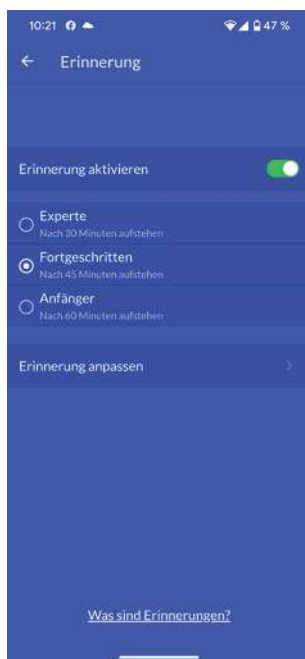 10:21 47 %
Erinnerung
Erinnerung aktivieren
Experte
Nach 30 Minuten aufstehen
Fortgeschritten
Nach 45 Minuten aufstehen
Anfänger
Nach 60 Minuten aufstehen
Erinnerung anpassen
Was sind Erinnerungen?